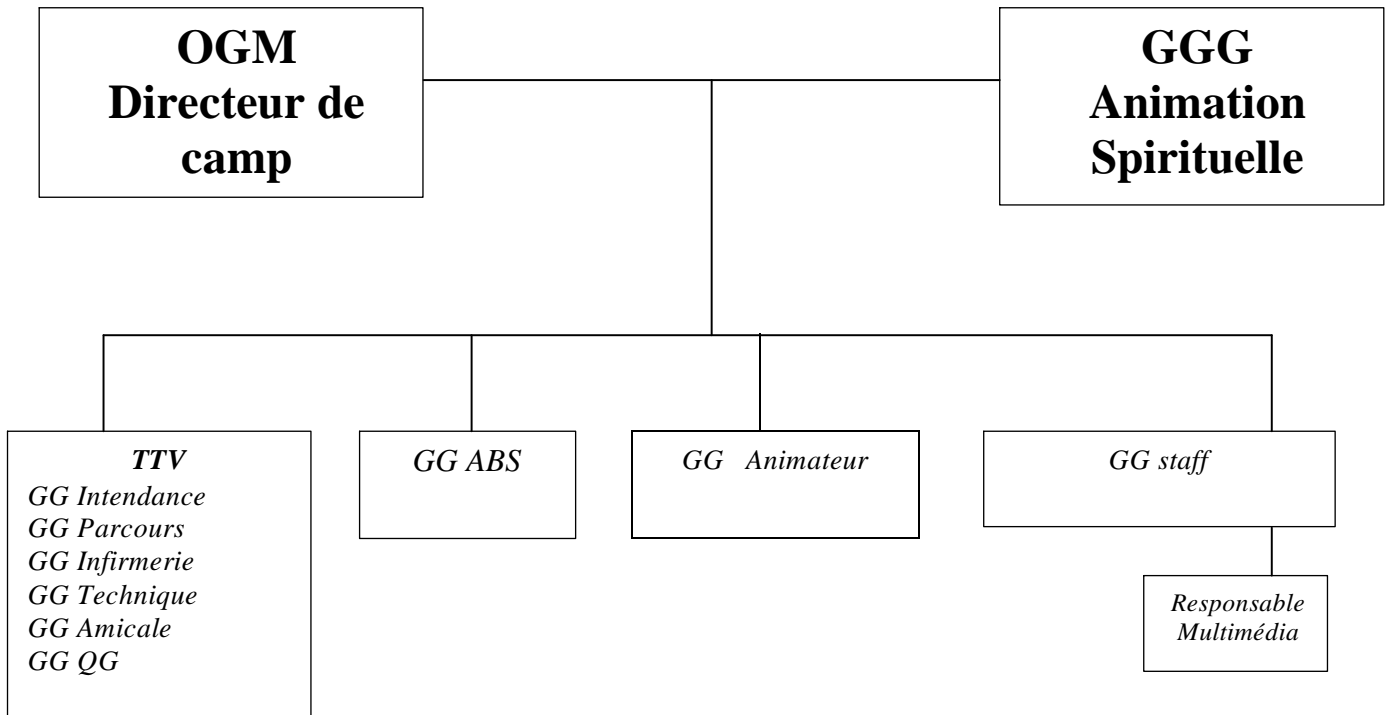 OGM
Directeur de
camp
GGG
Animation
Spirituelle
TTV
GG Intendance
GG Parcours
GG Infirmerie
GG Technique
GG Amicale
GG QG
GG ABS
GG Animateur
GG staff
Responsable
Multimédia